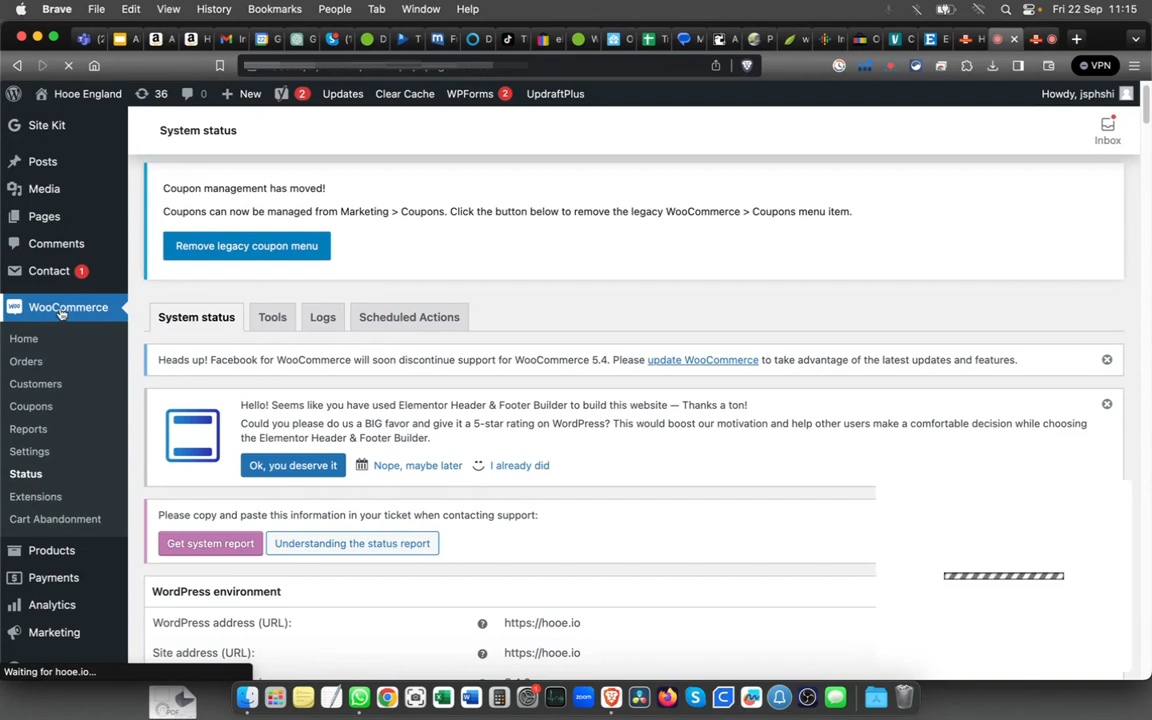 Brave File Edit View History Bookmarks People Tab Window Help Fri 22 Sep 11:15
VPN
Hooe England 36 0 New 2 Updates Clear Cache WPForms 2 UpdraftPlus Howdy, jsphshi
Site Kit
Posts
Media
Pages
Comments
Contact 1
WooCommerce
Home
Orders
Customers
Coupons
Reports
Settings
Status
Extensions
Cart Abandonment
Products
Payments
Analytics
Marketing
Waiting for hooe.io...
System status
Inbox
Coupon management has moved!
Coupons can now be managed from Marketing > Coupons. Click the button below to remove the legacy WooCommerce > Coupons menu item.
Remove legacy coupon menu
System status Tools Logs Scheduled Actions
Heads up! Facebook for WooCommerce will soon discontinue support for WooCommerce 5.4. Please update WooCommerce to take advantage of the latest updates and features.
Hello! Seems like you have used Elementor Header & Footer Builder to build this website — Thanks a ton!
Could you please do us a BIG favor and give it a 5-star rating on WordPress? This would boost our motivation and help other users make a comfortable decision while choosing
the Elementor Header & Footer Builder.
Ok, you deserve it Nope, maybe later I already did
Please copy and paste this information in your ticket when contacting support:
Get system report Understanding the status report
WordPress environment
WordPress address (URL): https://hooe.io
Site address (URL): https://hooe.io